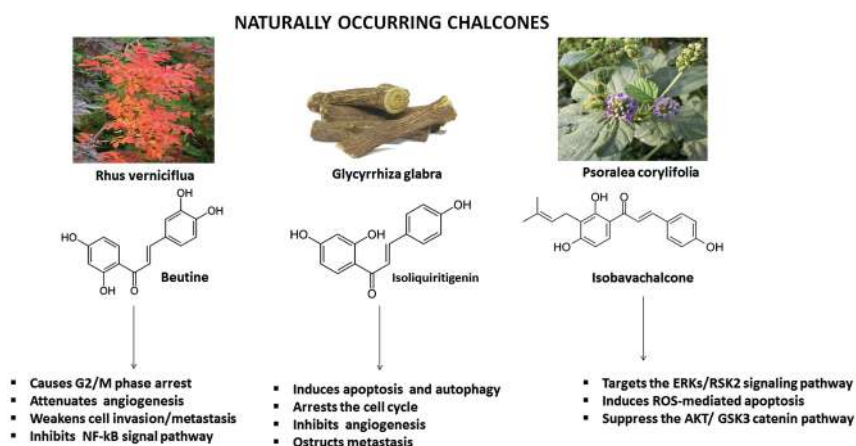 NATURALLY OCCURRING CHALCONES
Rhus verniciflua
Glycyrrhiza glabra
Psoralea corylifolia
OH
OH
HO
OH
O
Beutine
OH
HO
OH
O
Isoliquiritigenin
OH
O
HO
OH
Isobavachalcone
▪ Causes G2/M phase arrest
▪ Attenuates angiogenesis
▪ Weakens cell invasion/metastasis
▪ Inhibits NF-kB signal pathway
▪ Induces apoptosis and autophagy
▪ Arrests the cell cycle
▪ Inhibits angiogenesis
▪ Ostructs metastasis
▪ Targets the ERKs/RSK2 signaling pathway
▪ Induces ROS-mediated apoptosis
▪ Suppress the AKT/ GSK3 catenin pathway